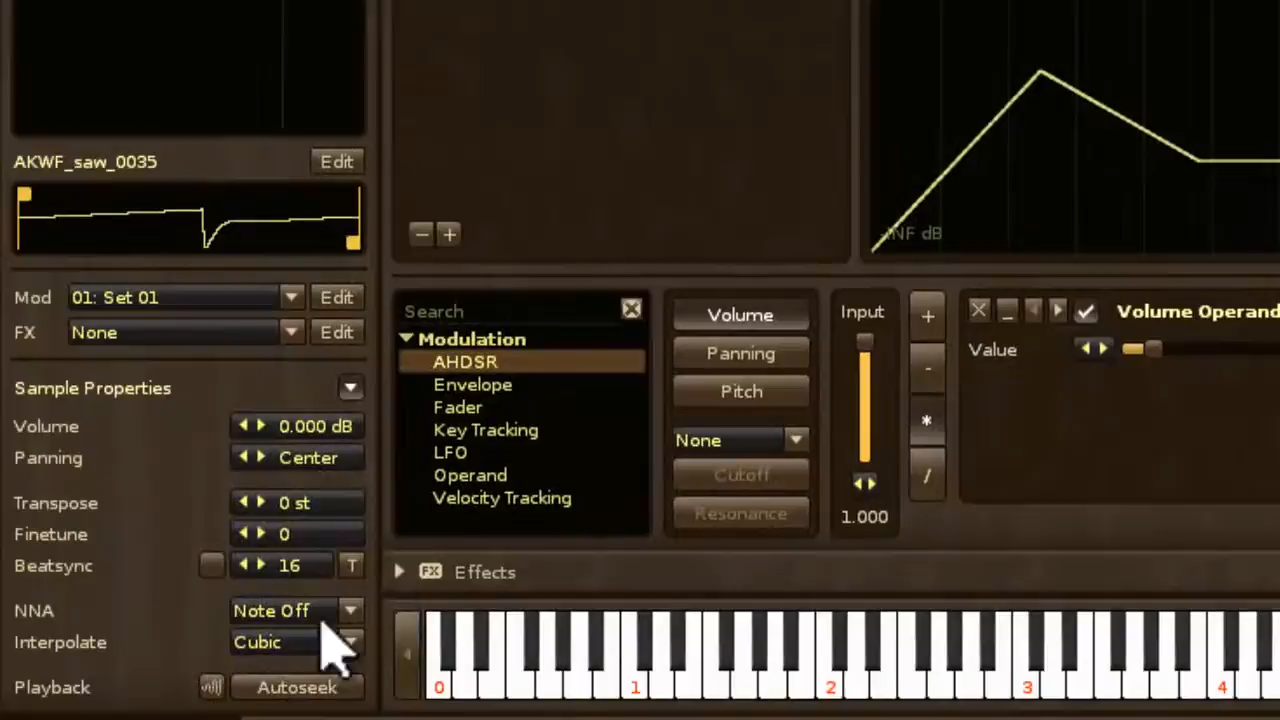 AKWF_saw_0035 Edit
Mod 01: Set 01 Edit
FX None Edit
Sample Properties
Volume 0.000 dB
Panning Center
Transpose 0 st
Finetune 0
Beatsync 16 T
NNA Note Off
Interpolate Cubic
Playback Autoseek
Search
Modulation
AHDSR
Envelope
Fader
Key Tracking
LFO
Operand
Velocity Tracking
Volume
Panning
Pitch
None
Cutoff
Resonance
Input
1.000
+
-
*
/
-INF dB
Volume Operand
Value
FX Effects
0 1 2 3 4